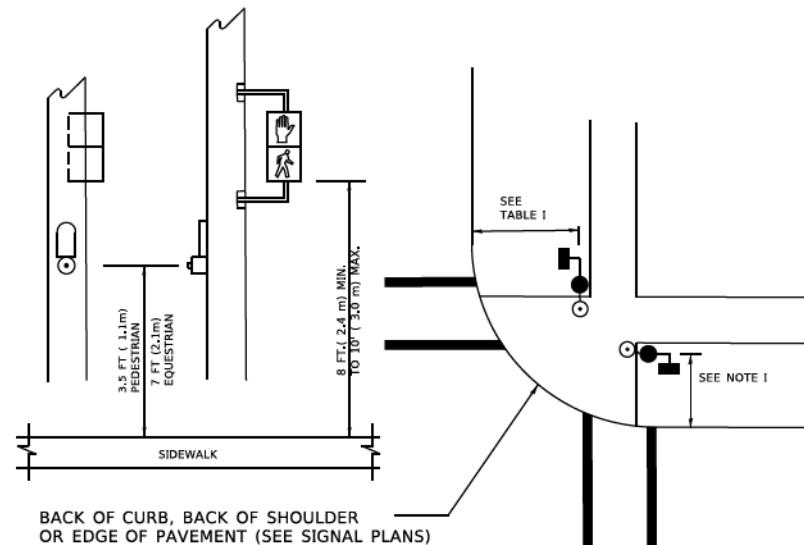 SEE
TABLE I
3.5 FT ( 1.1m)
PEDESTRIAN
7 FT (2.1m)
EQUESTRIAN
8 FT.( 2.4 m) MIN.
TO 10' ( 3.0 m) MAX.
SEE NOTE I
SIDEWALK
BACK OF CURB, BACK OF SHOULDER
OR EDGE OF PAVEMENT (SEE SIGNAL PLANS)